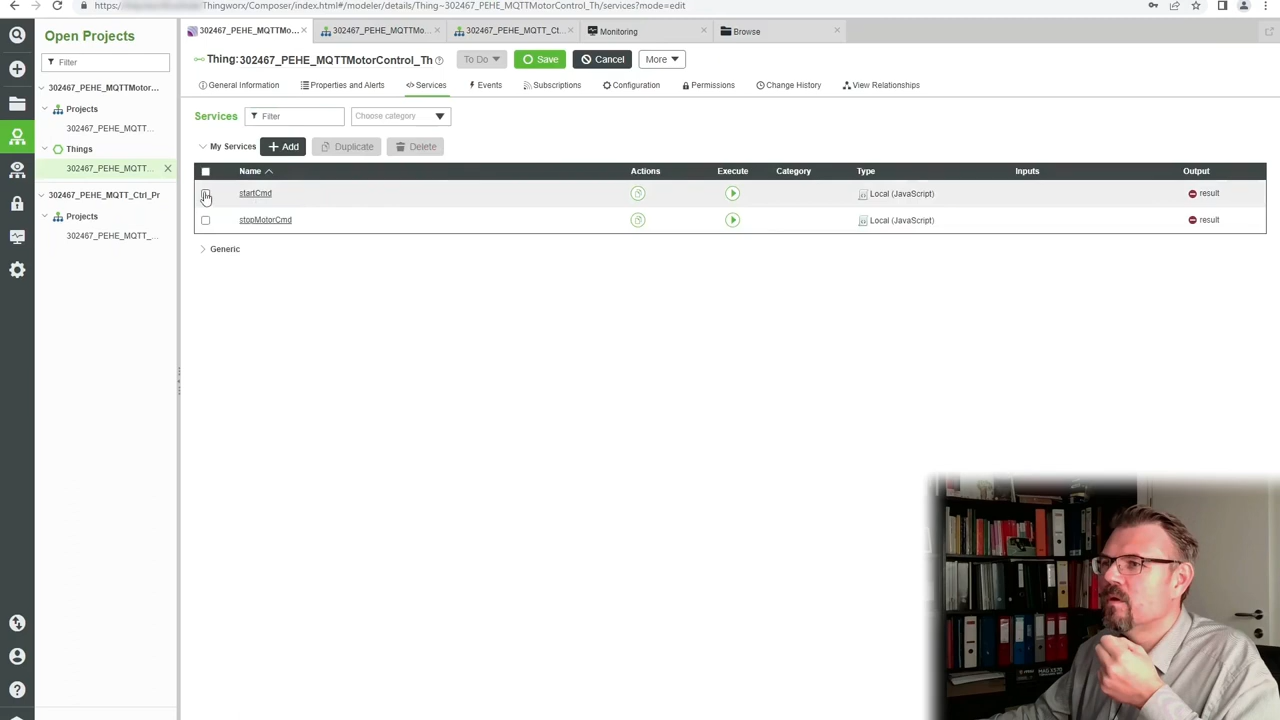 https://
Thingworx/Composer/index.html#/modeler/details/Thing~302467_PEHE_MQTTMotorControl_Th/services?mode=edit
Open Projects
Filter
302467_PEHE_MQTTMotor...
Projects
302467_PEHE_MQTT...
Things
302467_PEHE_MQTT...
302467_PEHE_MQTT_Ctrl_Pr
Projects
302467_PEHE_MQTT_...
302467_PEHE_MQTTMo...
302467_PEHE_MQTTMo...
302467_PEHE_MQTT_Ct...
Monitoring
Browse
Thing: 302467_PEHE_MQTTMotorControl_Th
To Do
Save
Cancel
More
General Information
Properties and Alerts
Services
Events
Subscriptions
Configuration
Permissions
Change History
View Relationships
Services
Filter
Choose category
My Services
Add
Duplicate
Delete
Name Actions Execute Category Type Inputs Output
startCmd Local (JavaScript) result
stopMotorCmd Local (JavaScript) result
Generic